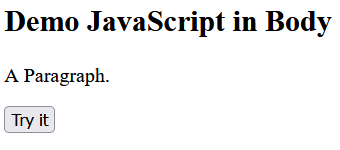 Demo JavaScript in Body
A Paragraph.
Try it